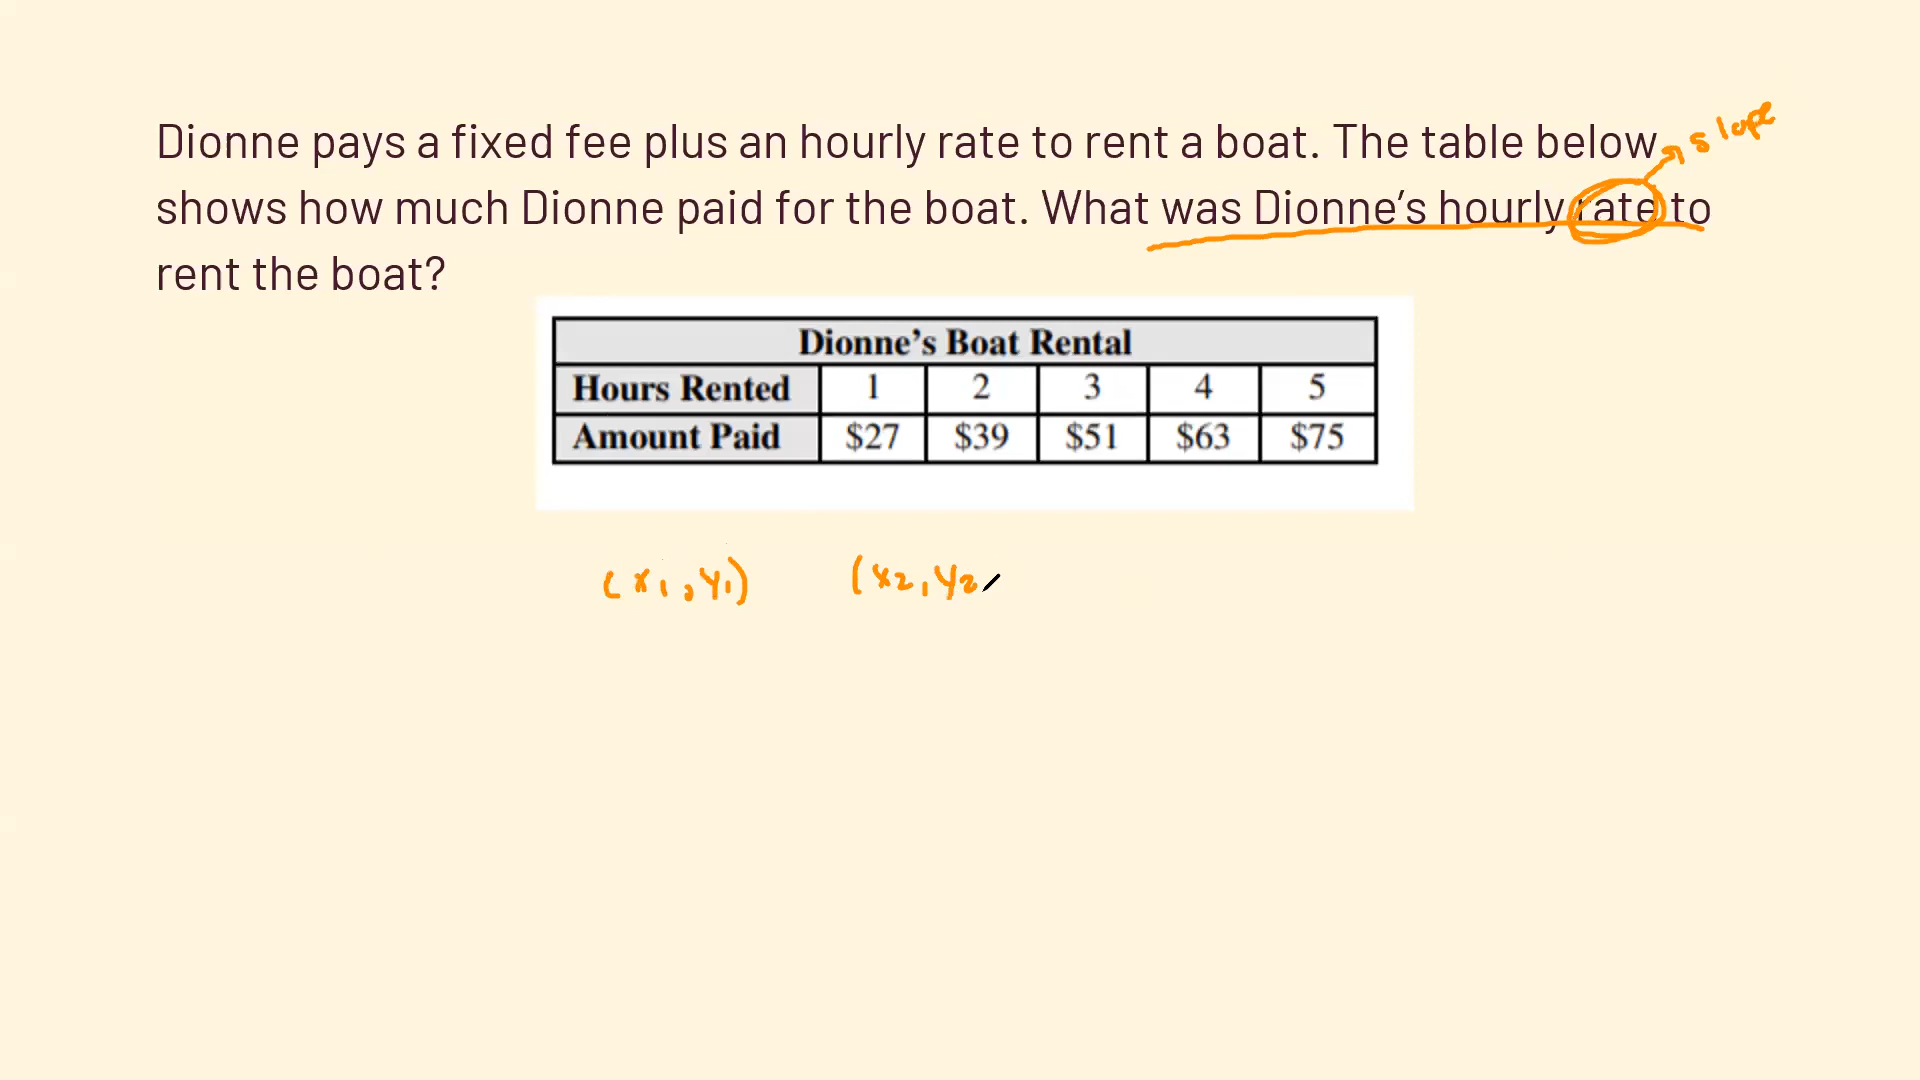 Dionne pays a fixed fee plus an hourly rate to rent a boat. The table below
slope
shows how much Dionne paid for the boat. What was Dionne’s hourly rate to
rent the boat?
Dionne’s Boat Rental
Hours Rented 1 2 3 4 5
Amount Paid $27 $39 $51 $63 $75
(x1,y1) (x2,y2